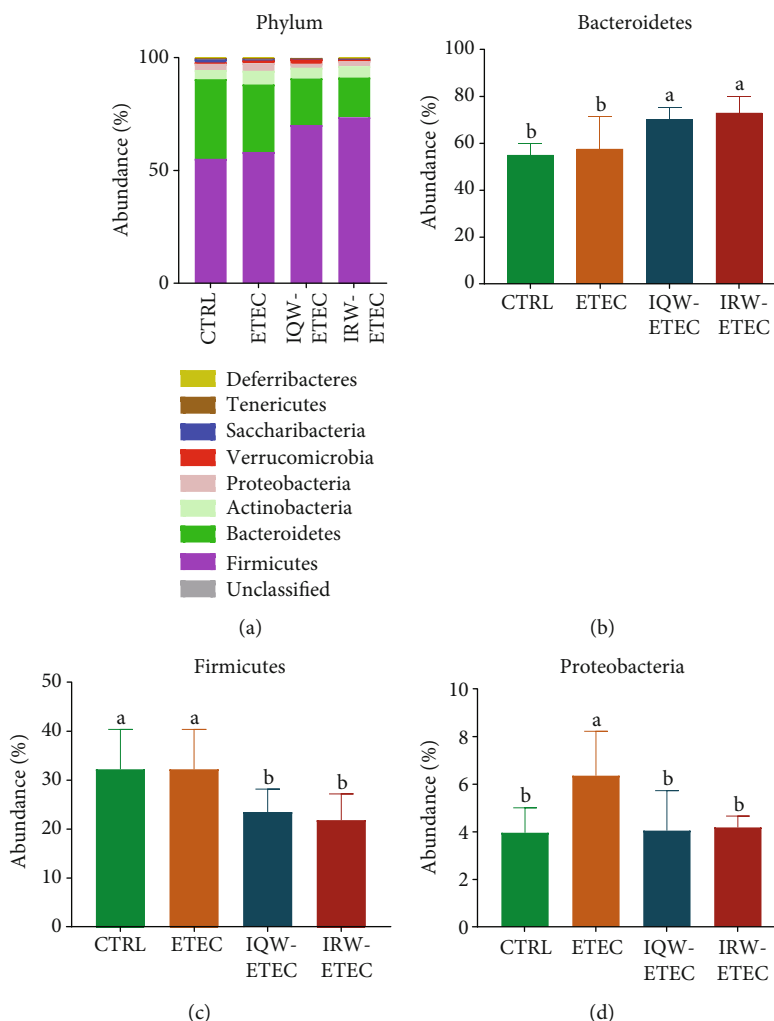 Phylum
Abundance (%)
100
50
0
CTRL
ETEC
IQW-
ETEC
IRW-
ETEC
Deferribacteres
Tenericutes
Saccharibacteria
Verrucomicrobia
Proteobacteria
Actinobacteria
Bacteroidetes
Firmicutes
Unclassified
(a)
Bacteroidetes
Abundance (%)
100
80
60
40
20
0
b
b
a
a
CTRL
ETEC
IQW-
ETEC
IRW-
ETEC
(b)
Firmicutes
Abundance (%)
50
40
30
20
10
0
a
a
b
b
CTRL
ETEC
IQW-
ETEC
IRW-
ETEC
(c)
Proteobacteria
Abundance (%)
10
8
6
4
2
0
b
a
b
b
CTRL
ETEC
IQW-
ETEC
IRW-
ETEC
(d)